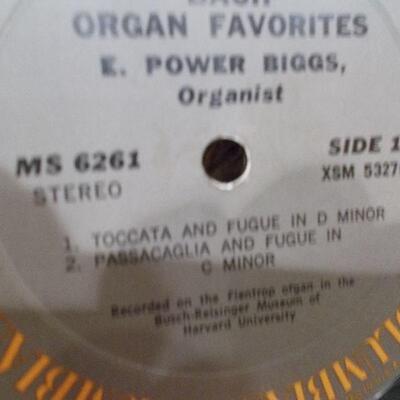 BACH
ORGAN FAVORITES
E. POWER BIGGS,
Organist
MS 6261
STEREO
SIDE 1
XSM 5327
1. TOCCATA AND FUGUE IN D MINOR
2. PASSACAGLIA AND FUGUE IN
C MINOR
Recorded on the Flentrop organ in the
Busch-Reisinger Museum of
Harvard University